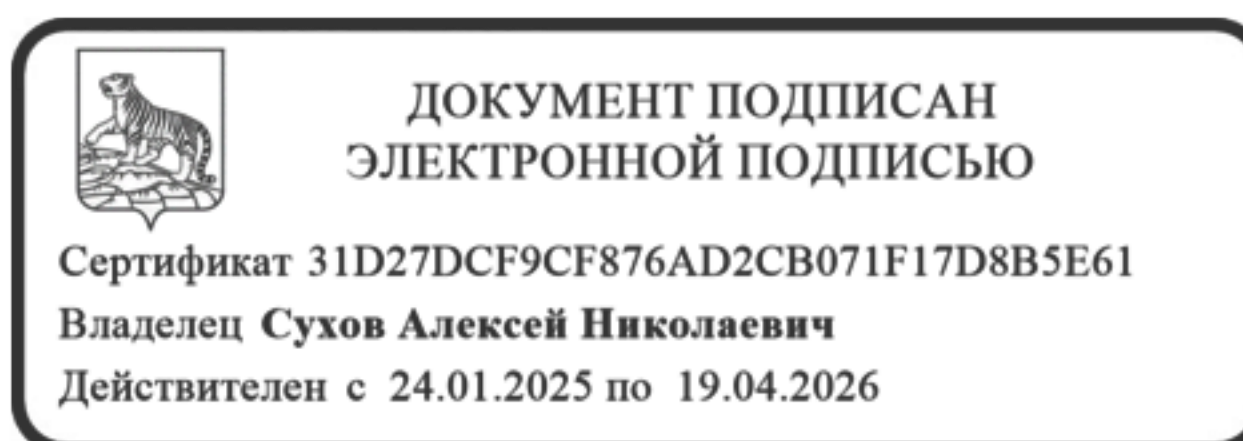 ДОКУМЕНТ ПОДПИСАН
ЭЛЕКТРОННОЙ ПОДПИСЬЮ
Сертификат 31D27DCF9CF876AD2CB071F17D8B5E61
Владелец Сухов Алексей Николаевич
Действителен с 24.01.2025 по 19.04.2026